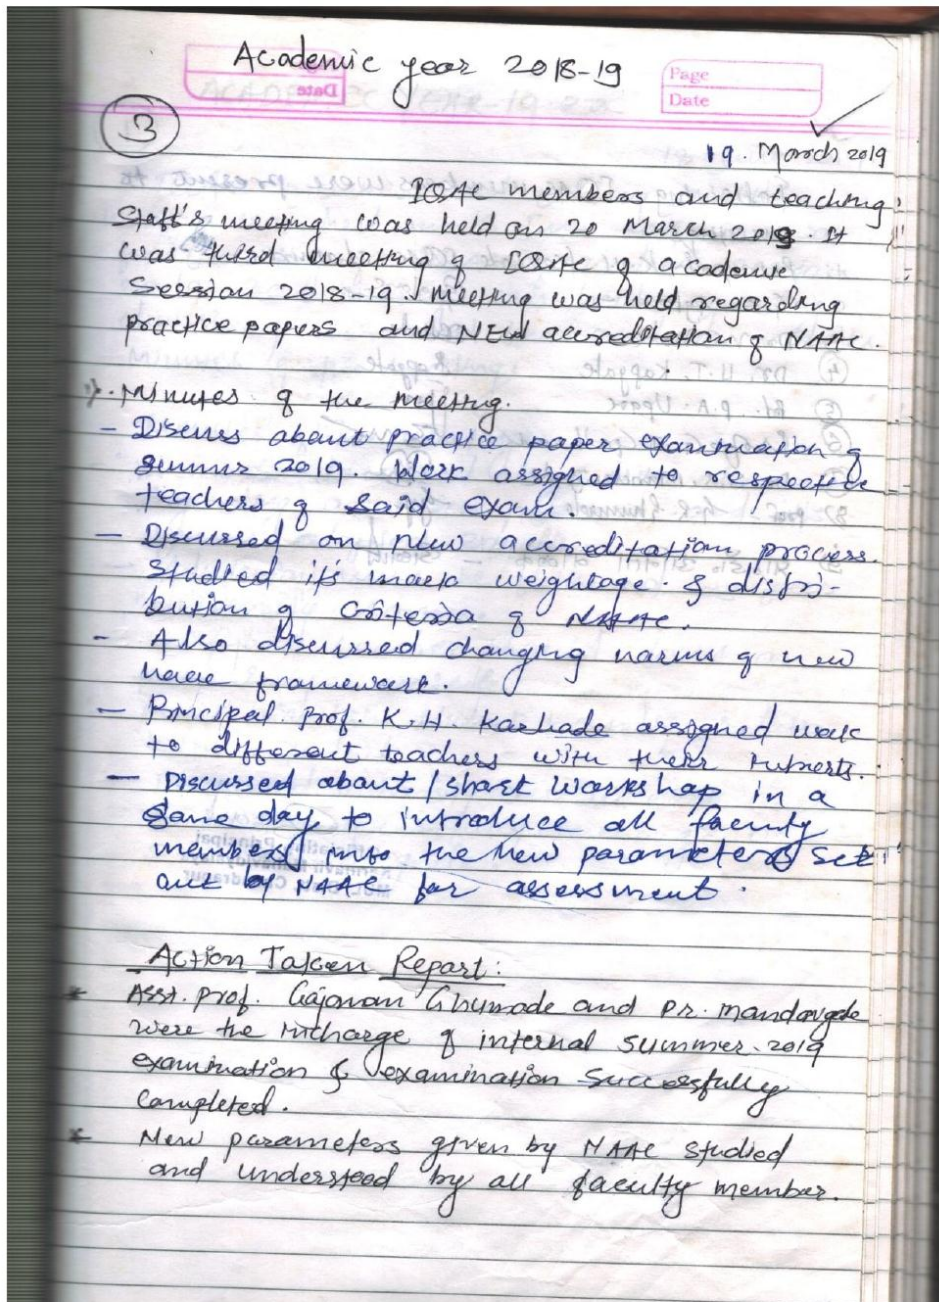 Academic year 2018-19
Page
Date
3
19. March 2019
IQAC members and teaching
Staff's meeting was held on 20 March 2019. It
was third meeting of IQAC of academic
Session 2018-19. Meeting was held regarding
practice papers and NEW accreditation of NAAC.
Minutes of the meeting.
- Discuss about practice paper examination of
summr 2019. Work assigned to respective
teachers of said exam.
- Discussed on new accreditation process.
Studied it's mark weightage & distri-
bution of criteria of NAAC.
- Also discussed changing norms of new
naac framework.
- Principal Prof. K.H. Karhade assigned work
to different teachers with their
- Discussed about / short workshop in a
same day to introduce all faculty
members into the new parameters set
out by NAAC for assessment.
Action Taken Report:
* Asst. prof. Gajanan Ghumade and Dr. Mandavgade
were the incharge of internal summer-2019
examination & examination successfully
Completed.
* New parameters given by NAAC studied
and understood by all faculty member.